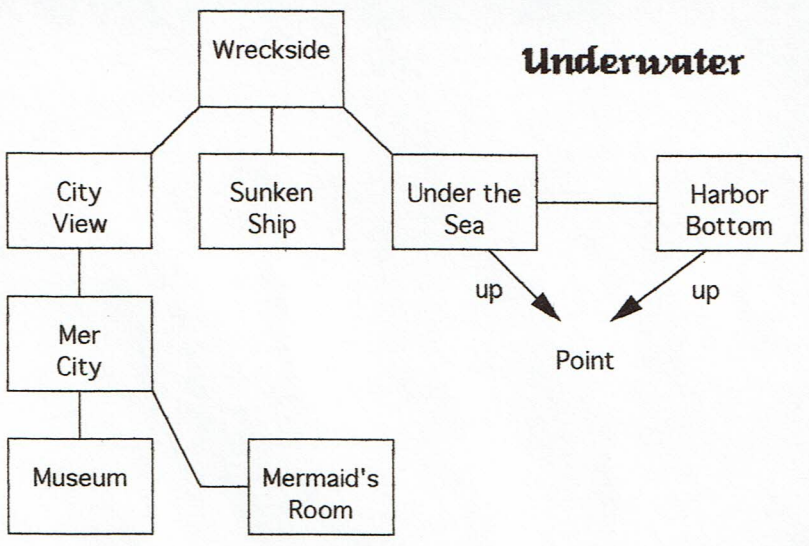 Underwater
Wreckside
City
View
Sunken
Ship
Under the
Sea
Harbor
Bottom
up
up
Point
Mer
City
Museum
Mermaid's
Room